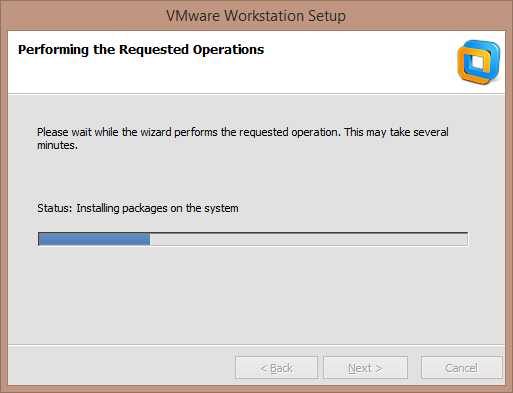 VMware Workstation Setup
Performing the Requested Operations
Please wait while the wizard performs the requested operation. This may take several
minutes.
Status: Installing packages on the system
< Back
Next >
Cancel